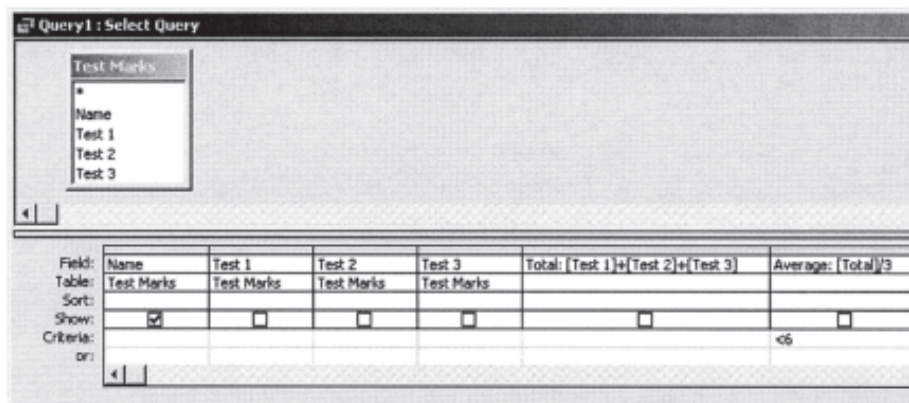 Query1 : Select Query
Test Marks
*
Name
Test 1
Test 2
Test 3
Field: Name Test 1 Test 2 Test 3 Total: [Test 1]+[Test 2]+[Test 3] Average: [Total]/3
Table: Test Marks Test Marks Test Marks Test Marks
Sort:
Show:
Criteria: <6
or: